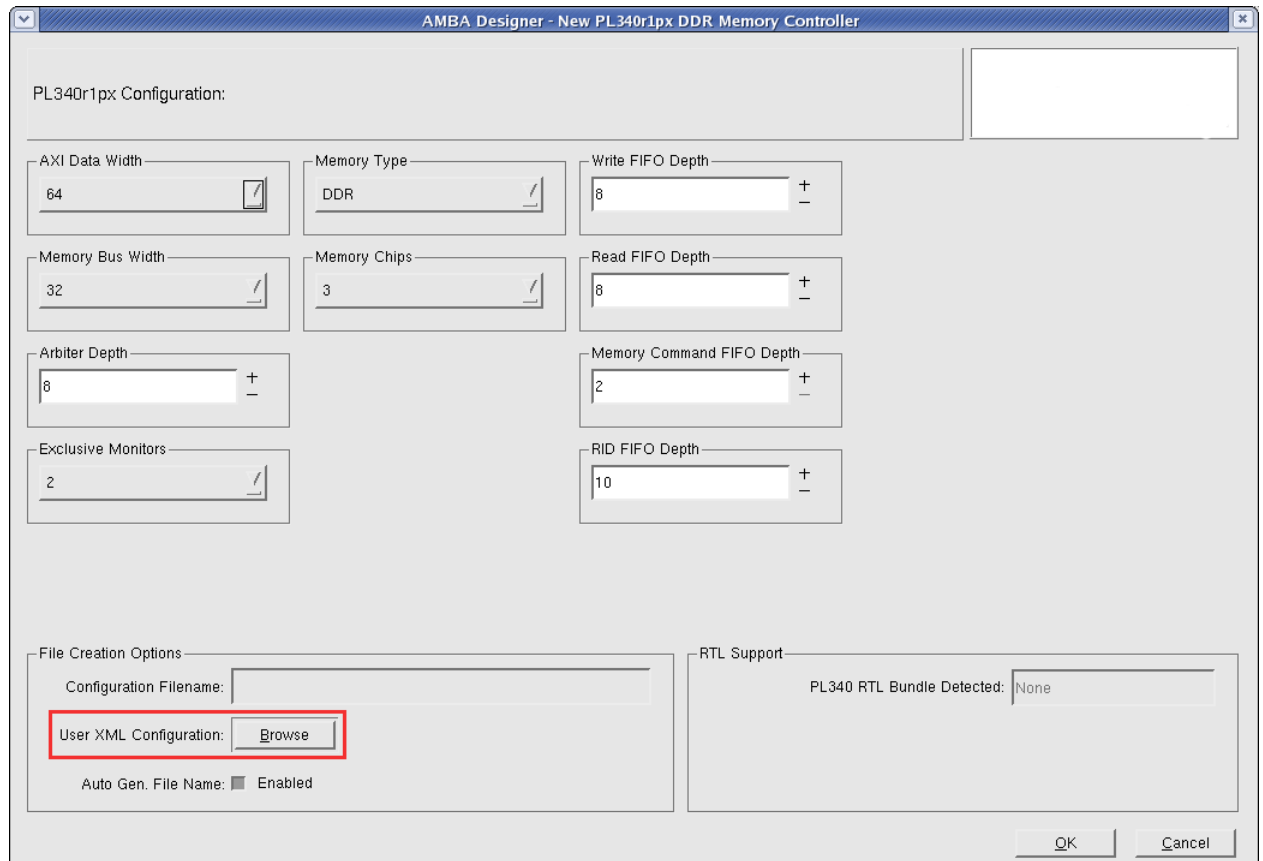 AMBA Designer - New PL340r1px DDR Memory Controller
PL340r1px Configuration:
AXI Data Width
64
Memory Type
DDR
Write FIFO Depth
8
+
−
Memory Bus Width
32
Memory Chips
3
Read FIFO Depth
8
+
−
Arbiter Depth
8
+
−
Memory Command FIFO Depth
2
+
−
Exclusive Monitors
2
RID FIFO Depth
10
+
−
File Creation Options
Configuration Filename:
User XML Configuration: Browse
Auto Gen. File Name: Enabled
RTL Support
PL340 RTL Bundle Detected: None
OK Cancel